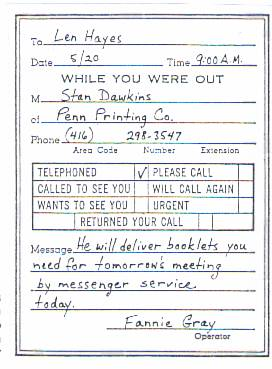 To Len Hayes
Date 5/20 Time 9:00 A.M.
WHILE YOU WERE OUT
M Stan Dawkins
of Penn Printing Co.
Phone (416) 298-3547
Area Code Number Extension
TELEPHONED ✓ PLEASE CALL
CALLED TO SEE YOU WILL CALL AGAIN
WANTS TO SEE YOU URGENT
RETURNED YOUR CALL
Message He will deliver booklets you
need for tomorrow's meeting
by messenger service
today.
Fannie Gray
Operator